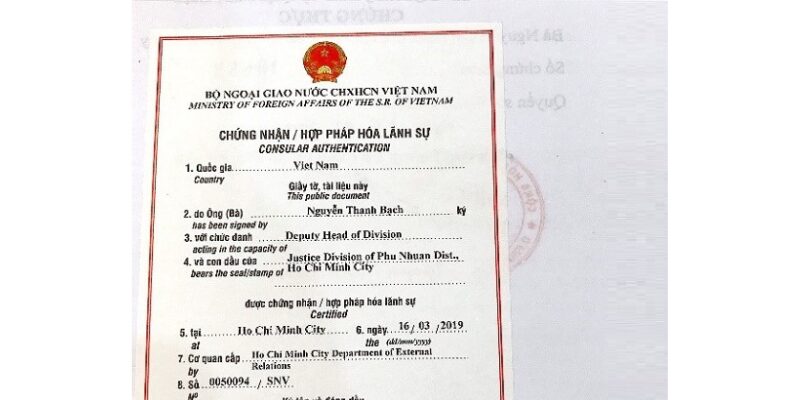 BỘ NGOẠI GIAO NƯỚC CHXHCN VIỆT NAM
MINISTRY OF FOREIGN AFFAIRS OF THE S.R. OF VIETNAM
CHỨNG NHẬN / HỢP PHÁP HÓA LÃNH SỰ
CONSULAR AUTHENTICATION
1. Quốc gia Việt Nam
Country
Giấy tờ, tài liệu này
This public document
2. do Ông (Bà) Nguyễn Thanh Bạch ký
has been signed by
3. với chức danh Deputy Head of Division
acting in the capacity of
4. và con dấu của Justice Division of Phu Nhuan Dist.,
bears the seal/stamp of Ho Chi Minh City
được chứng nhận / hợp pháp hóa lãnh sự
Certified
5. tại Ho Chi Minh City 6. ngày 16/03/2019
at the (dd/mm/yyyy)
7. Cơ quan cấp Ho Chi Minh City Department of External
by Relations
8. Số 0050094 / SNV
Nº
CHỨNG THỰC